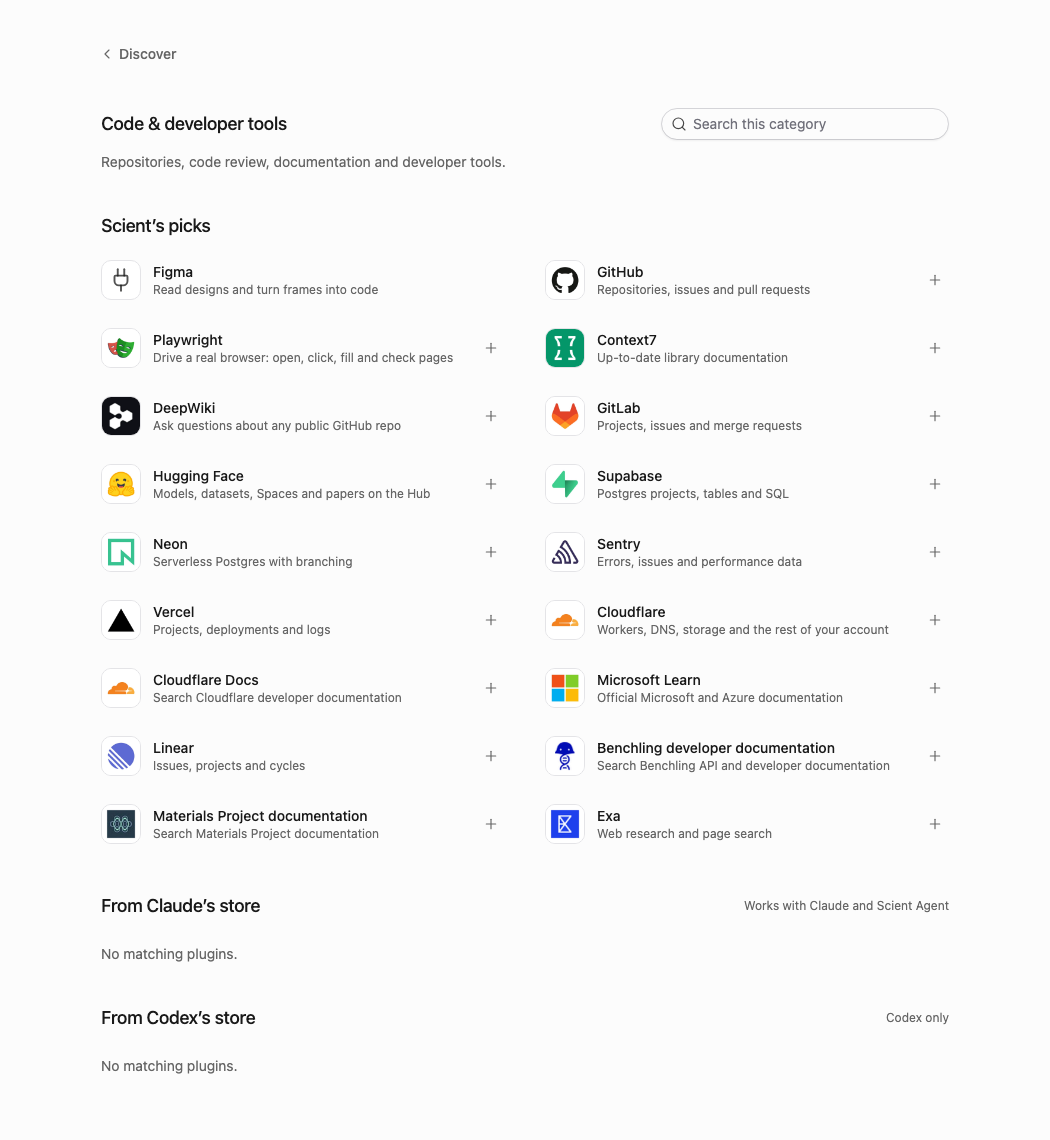 Discover
Code & developer tools
Search this category
Repositories, code review, documentation and developer tools.
Scient’s picks
Figma
Read designs and turn frames into code
GitHub
Repositories, issues and pull requests
Playwright
Drive a real browser: open, click, fill and check pages
Context7
Up-to-date library documentation
DeepWiki
Ask questions about any public GitHub repo
GitLab
Projects, issues and merge requests
Hugging Face
Models, datasets, Spaces and papers on the Hub
Supabase
Postgres projects, tables and SQL
Neon
Serverless Postgres with branching
Sentry
Errors, issues and performance data
Vercel
Projects, deployments and logs
Cloudflare
Workers, DNS, storage and the rest of your account
Cloudflare Docs
Search Cloudflare developer documentation
Microsoft Learn
Official Microsoft and Azure documentation
Linear
Issues, projects and cycles
Benchling developer documentation
Search Benchling API and developer documentation
Materials Project documentation
Search Materials Project documentation
Exa
Web research and page search
From Claude’s store
Works with Claude and Scient Agent
No matching plugins.
From Codex’s store
Codex only
No matching plugins.